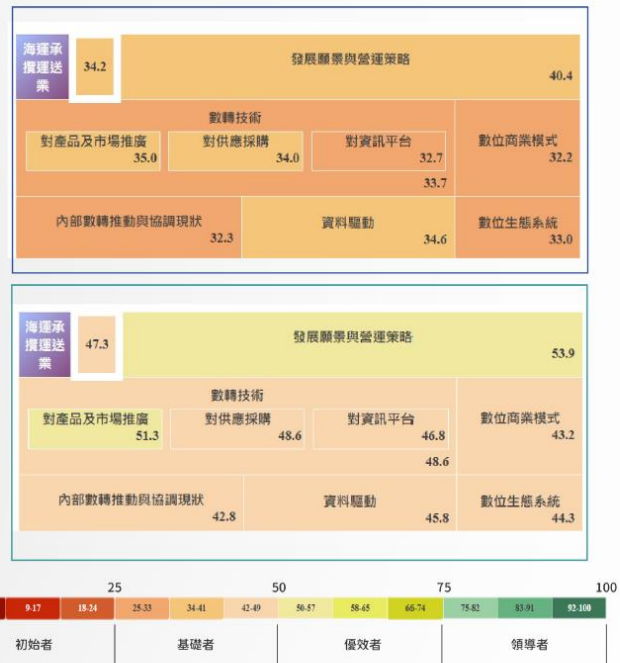 海運承
攬運送
業
34.2
發展願景與營運策略
40.4
數轉技術
對產品及市場推廣
35.0
對供應採購
34.0
對資訊平台
32.7
33.7
數位商業模式
32.2
內部數轉推動與協調現狀
32.3
資料驅動
34.6
數位生態系統
33.0
海運承
攬運送
業
47.3
發展願景與營運策略
53.9
數轉技術
對產品及市場推廣
51.3
對供應採購
48.6
對資訊平台
46.8
48.6
數位商業模式
43.2
內部數轉推動與協調現狀
42.8
資料驅動
45.8
數位生態系統
44.3
25 50 75 100
9-17 18-24 25-33 34-41 42-49 50-57 58-65 66-74 75-82 83-91 92-100
初始者 基礎者 優效者 領導者